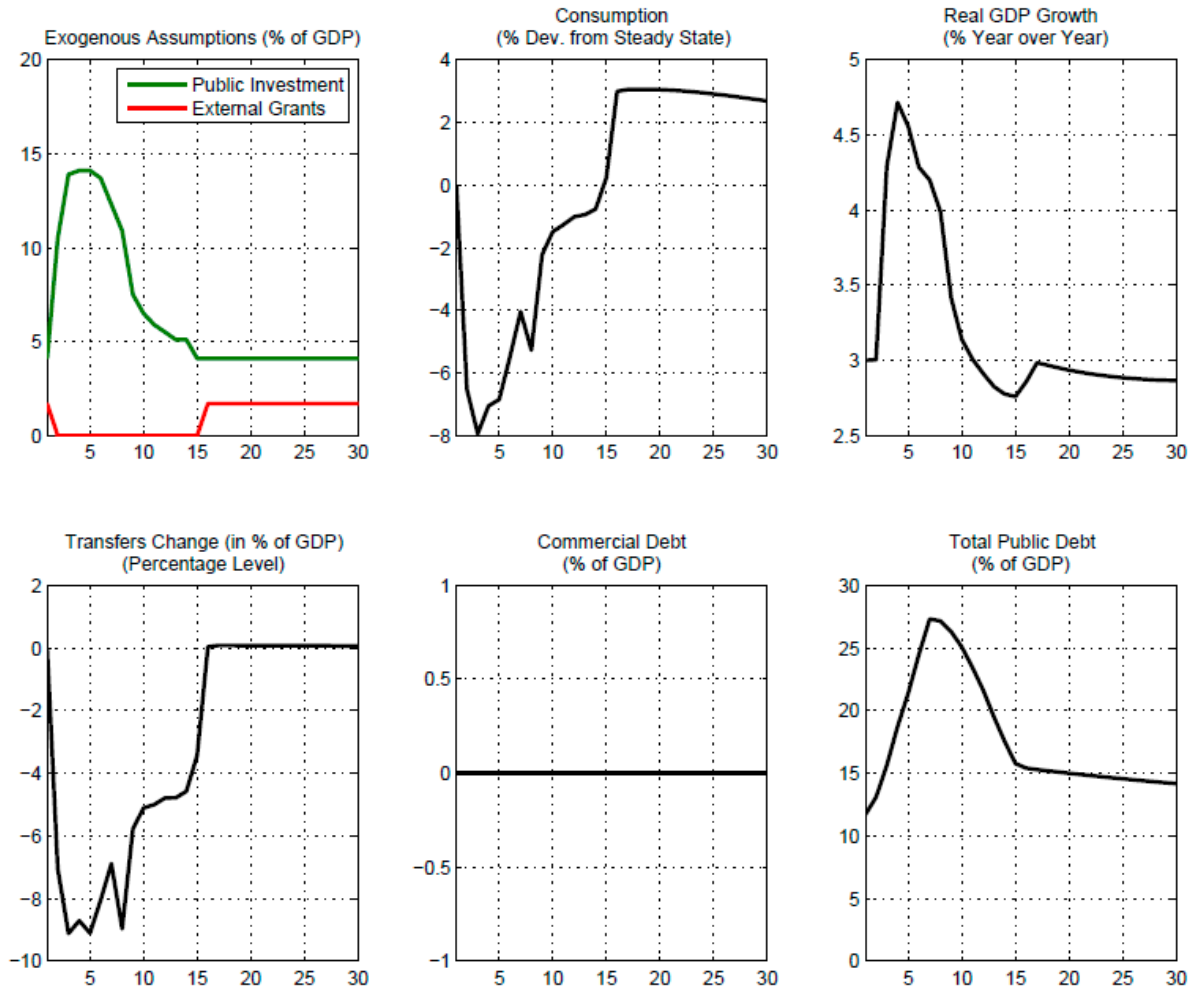 Exogenous Assumptions (% of GDP)
20
15
10
5
0
Public Investment
External Grants
5 10 15 20 25 30
Consumption
(% Dev. from Steady State)
4
2
0
−2
−4
−6
−8
5 10 15 20 25 30
Real GDP Growth
(% Year over Year)
5
4.5
4
3.5
3
2.5
5 10 15 20 25 30
Transfers Change (in % of GDP)
(Percentage Level)
2
0
−2
−4
−6
−8
−10
5 10 15 20 25 30
Commercial Debt
(% of GDP)
1
0.5
0
−0.5
−1
5 10 15 20 25 30
Total Public Debt
(% of GDP)
30
25
20
15
10
5
0
5 10 15 20 25 30